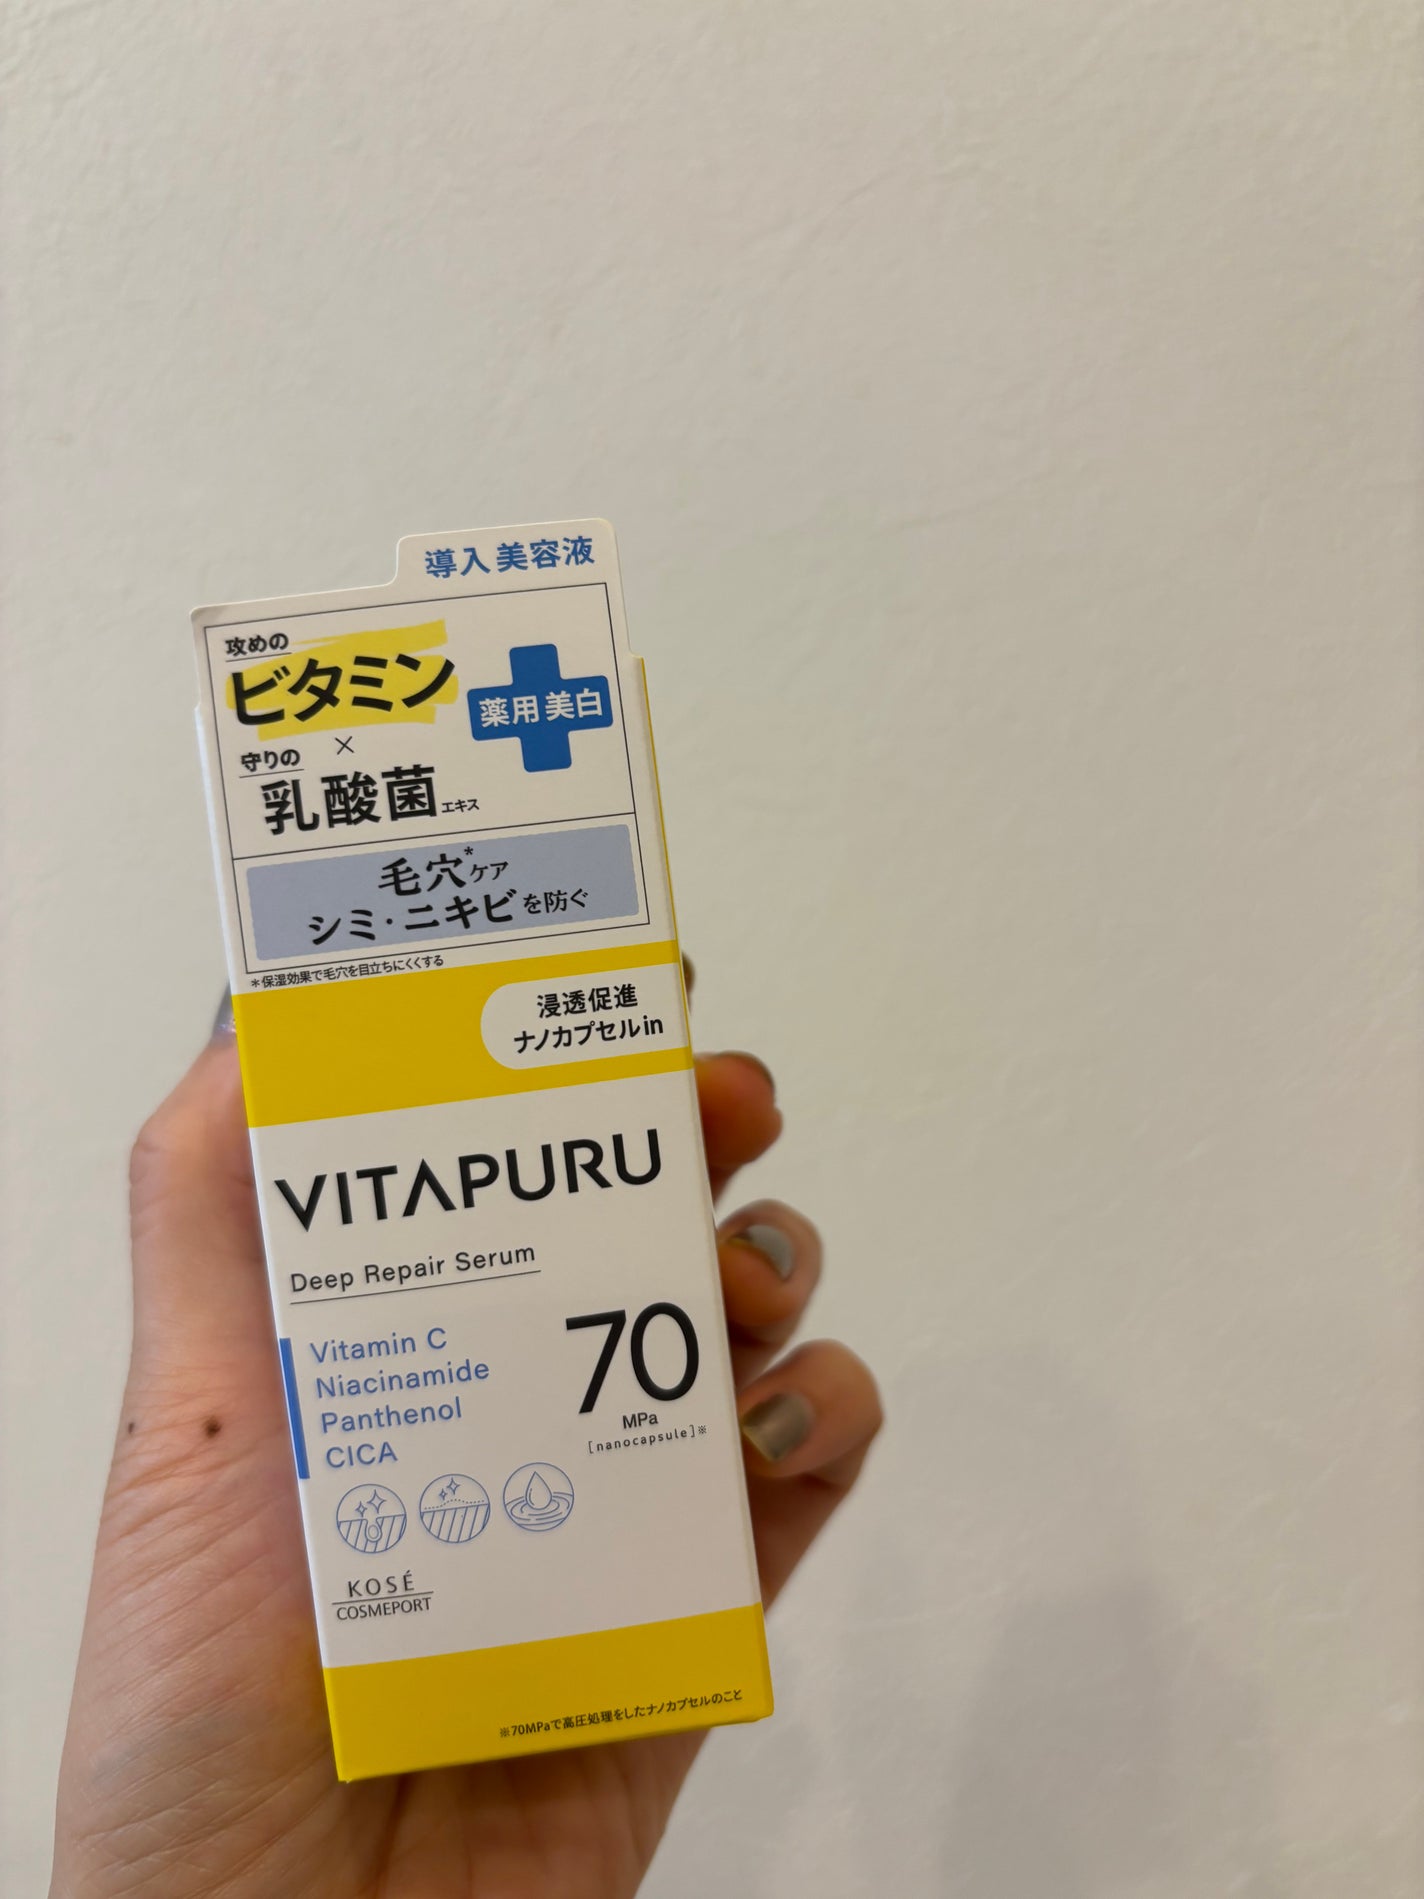 導入美容液
攻めの
ビタミン
薬用美白
×
守りの
乳酸菌エキス
毛穴*ケア
シミ・ニキビを防ぐ
*保湿効果で毛穴を目立ちにくくする
浸透促進
ナノカプセルin
VITAPURU
Deep Repair Serum
Vitamin C
Niacinamide
Panthenol
CICA
70
MPa
[nanocapsule]※
KOSÉ
COSMEPORT
※70MPaで高圧処理をしたナノカプセルのこと